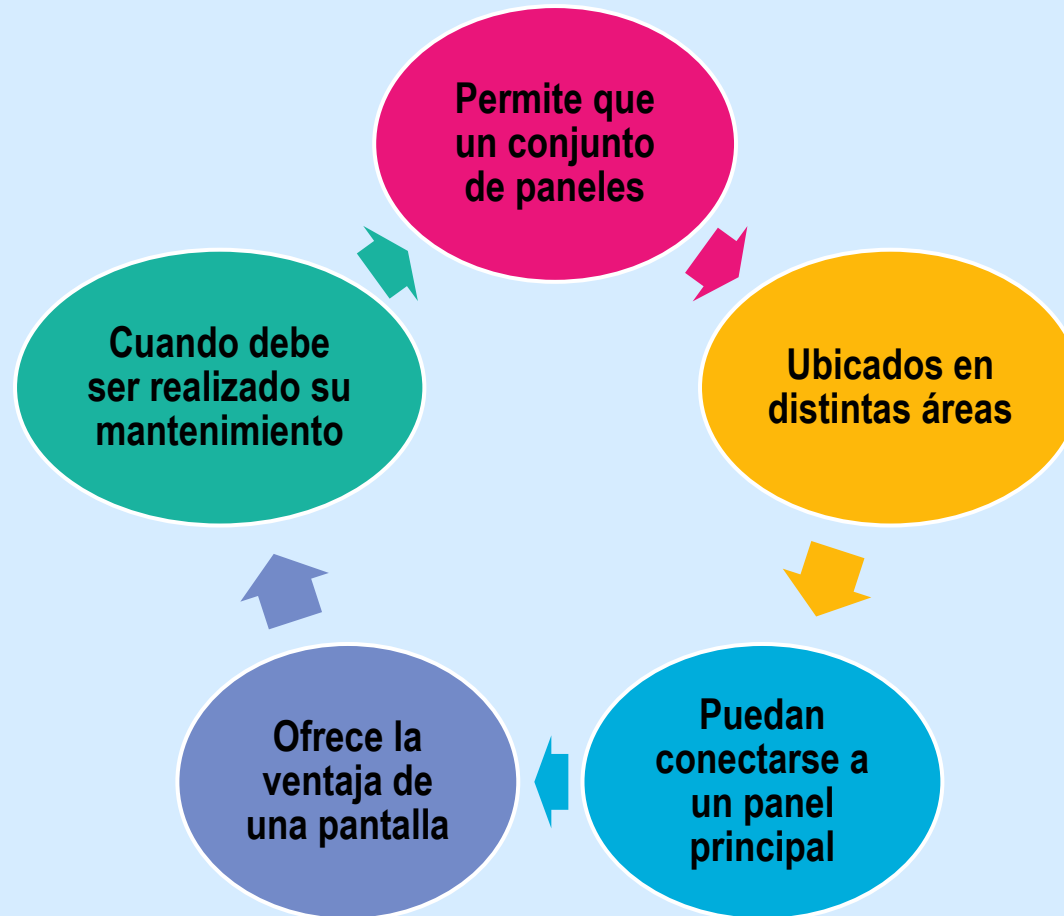 Permite que
un conjunto
de paneles
Ubicados en
distintas áreas
Puedan
conectarse a
un panel
principal
Ofrece la
ventaja de
una pantalla
Cuando debe
ser realizado su
mantenimiento